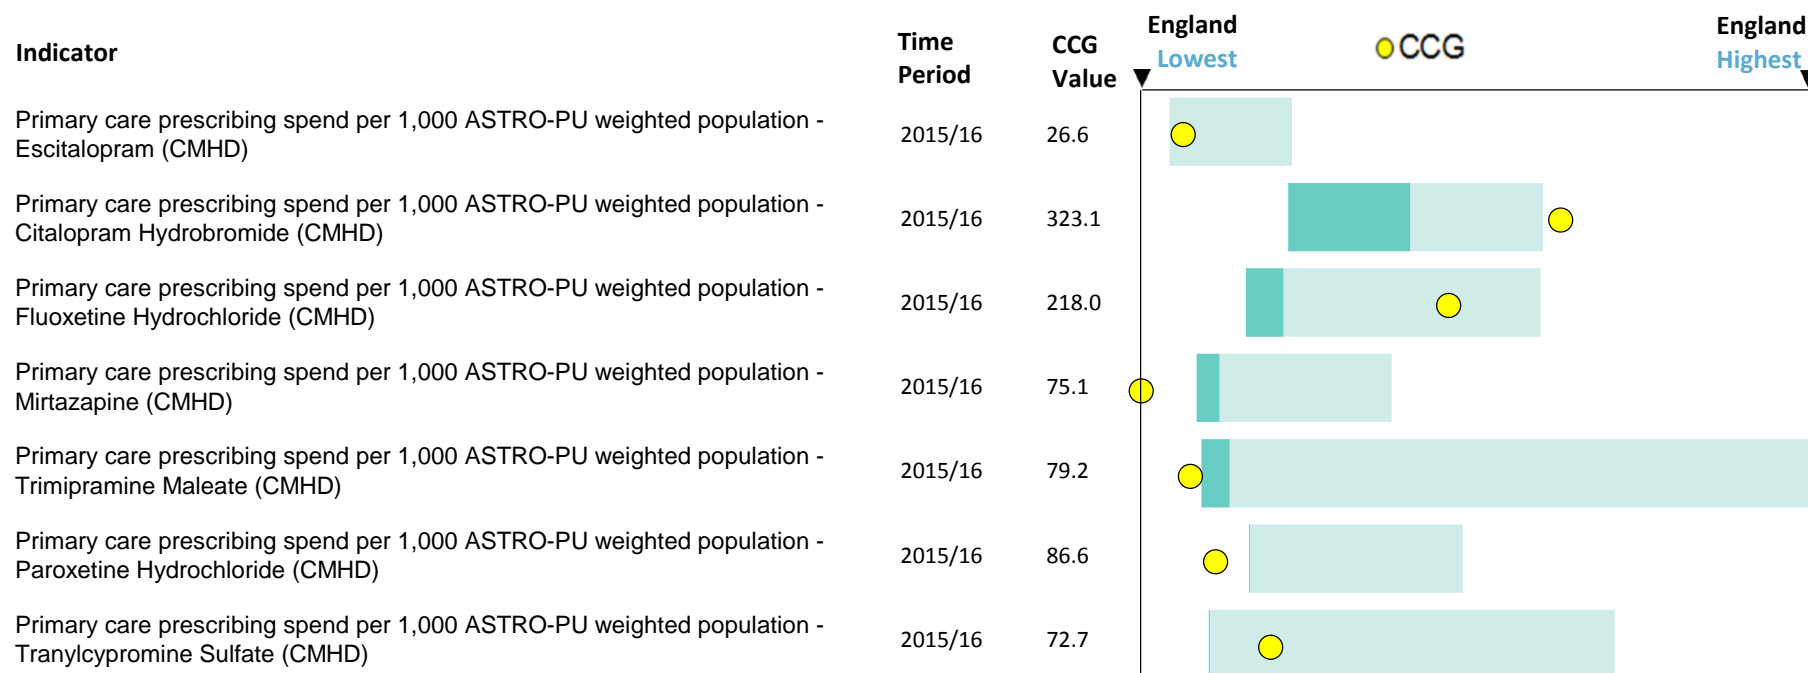 Indicator
Time
Period
CCG
Value
England
Lowest
CCG
England
Highest
Primary care prescribing spend per 1,000 ASTRO-PU weighted population -
Escitalopram (CMHD)
2015/16
26.6
Primary care prescribing spend per 1,000 ASTRO-PU weighted population -
Citalopram Hydrobromide (CMHD)
2015/16
323.1
Primary care prescribing spend per 1,000 ASTRO-PU weighted population -
Fluoxetine Hydrochloride (CMHD)
2015/16
218.0
Primary care prescribing spend per 1,000 ASTRO-PU weighted population -
Mirtazapine (CMHD)
2015/16
75.1
Primary care prescribing spend per 1,000 ASTRO-PU weighted population -
Trimipramine Maleate (CMHD)
2015/16
79.2
Primary care prescribing spend per 1,000 ASTRO-PU weighted population -
Paroxetine Hydrochloride (CMHD)
2015/16
86.6
Primary care prescribing spend per 1,000 ASTRO-PU weighted population -
Tranylcypromine Sulfate (CMHD)
2015/16
72.7